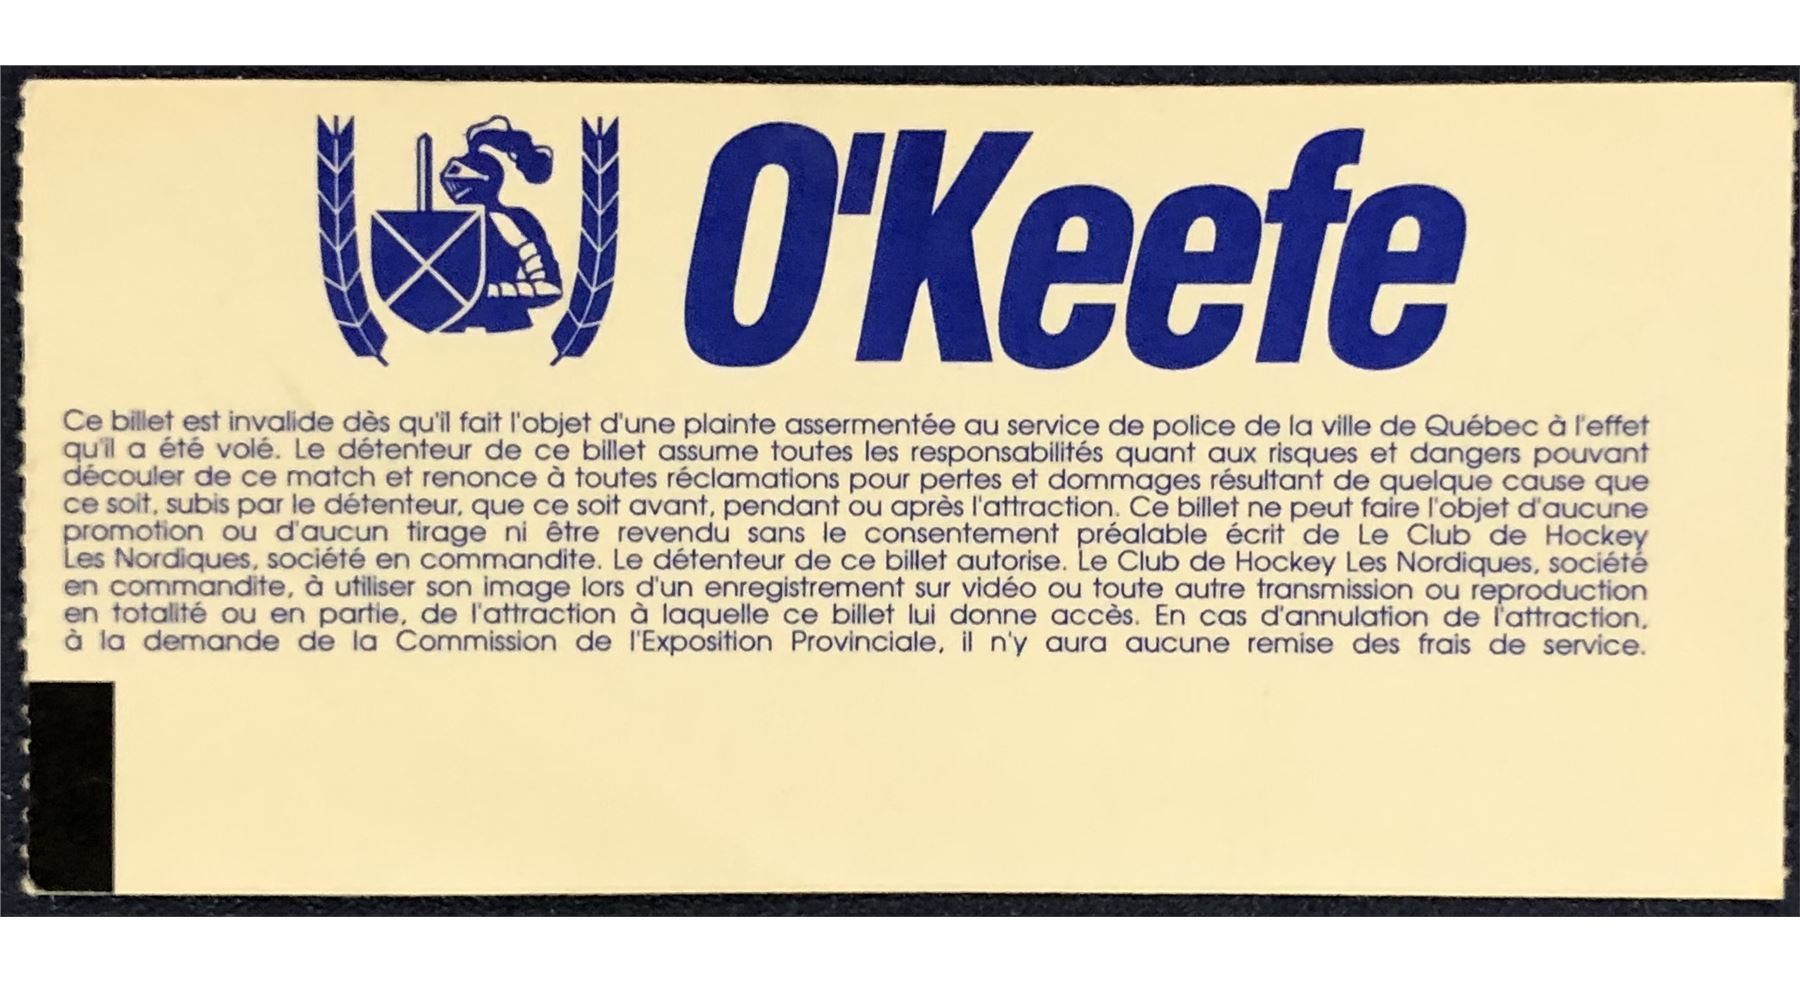 O'Keefe
Ce billet est invalide dès qu'il fait l'objet d'une plainte assermentée au service de police de la ville de Québec à l'effet
qu'il a été volé. Le détenteur de ce billet assume toutes les responsabilités quant aux risques et dangers pouvant
découler de ce match et renonce à toutes réclamations pour pertes et dommages résultant de quelque cause que
ce soit, subis par le détenteur, que ce soit avant, pendant ou après l'attraction. Ce billet ne peut faire l'objet d'aucune
promotion ou d'aucun tirage ni être revendu sans le consentement préalable écrit de Le Club de Hockey
Les Nordiques, société en commandite. Le détenteur de ce billet autorise. Le Club de Hockey Les Nordiques, société
en commandite, à utiliser son image lors d'un enregistrement sur vidéo ou toute autre transmission ou reproduction
en totalité ou en partie, de l'attraction à laquelle ce billet lui donne accès. En cas d'annulation de l'attraction,
à la demande de la Commission de l'Exposition Provinciale, il n'y aura aucune remise des frais de service.